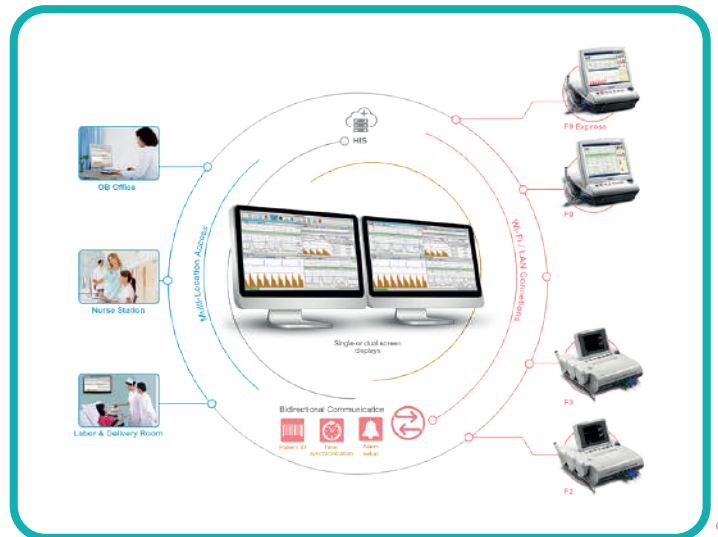 HIS
F9 Express
OB Office
F9
Multi-Location Access
Wi-Fi / LAN Connections
Nurse Station
Single-or dual screen
displays
F3
Bidirectional Communication
Labor & Delivery Room
Patient ID
Time
synchronization
Alarm
setup
F2